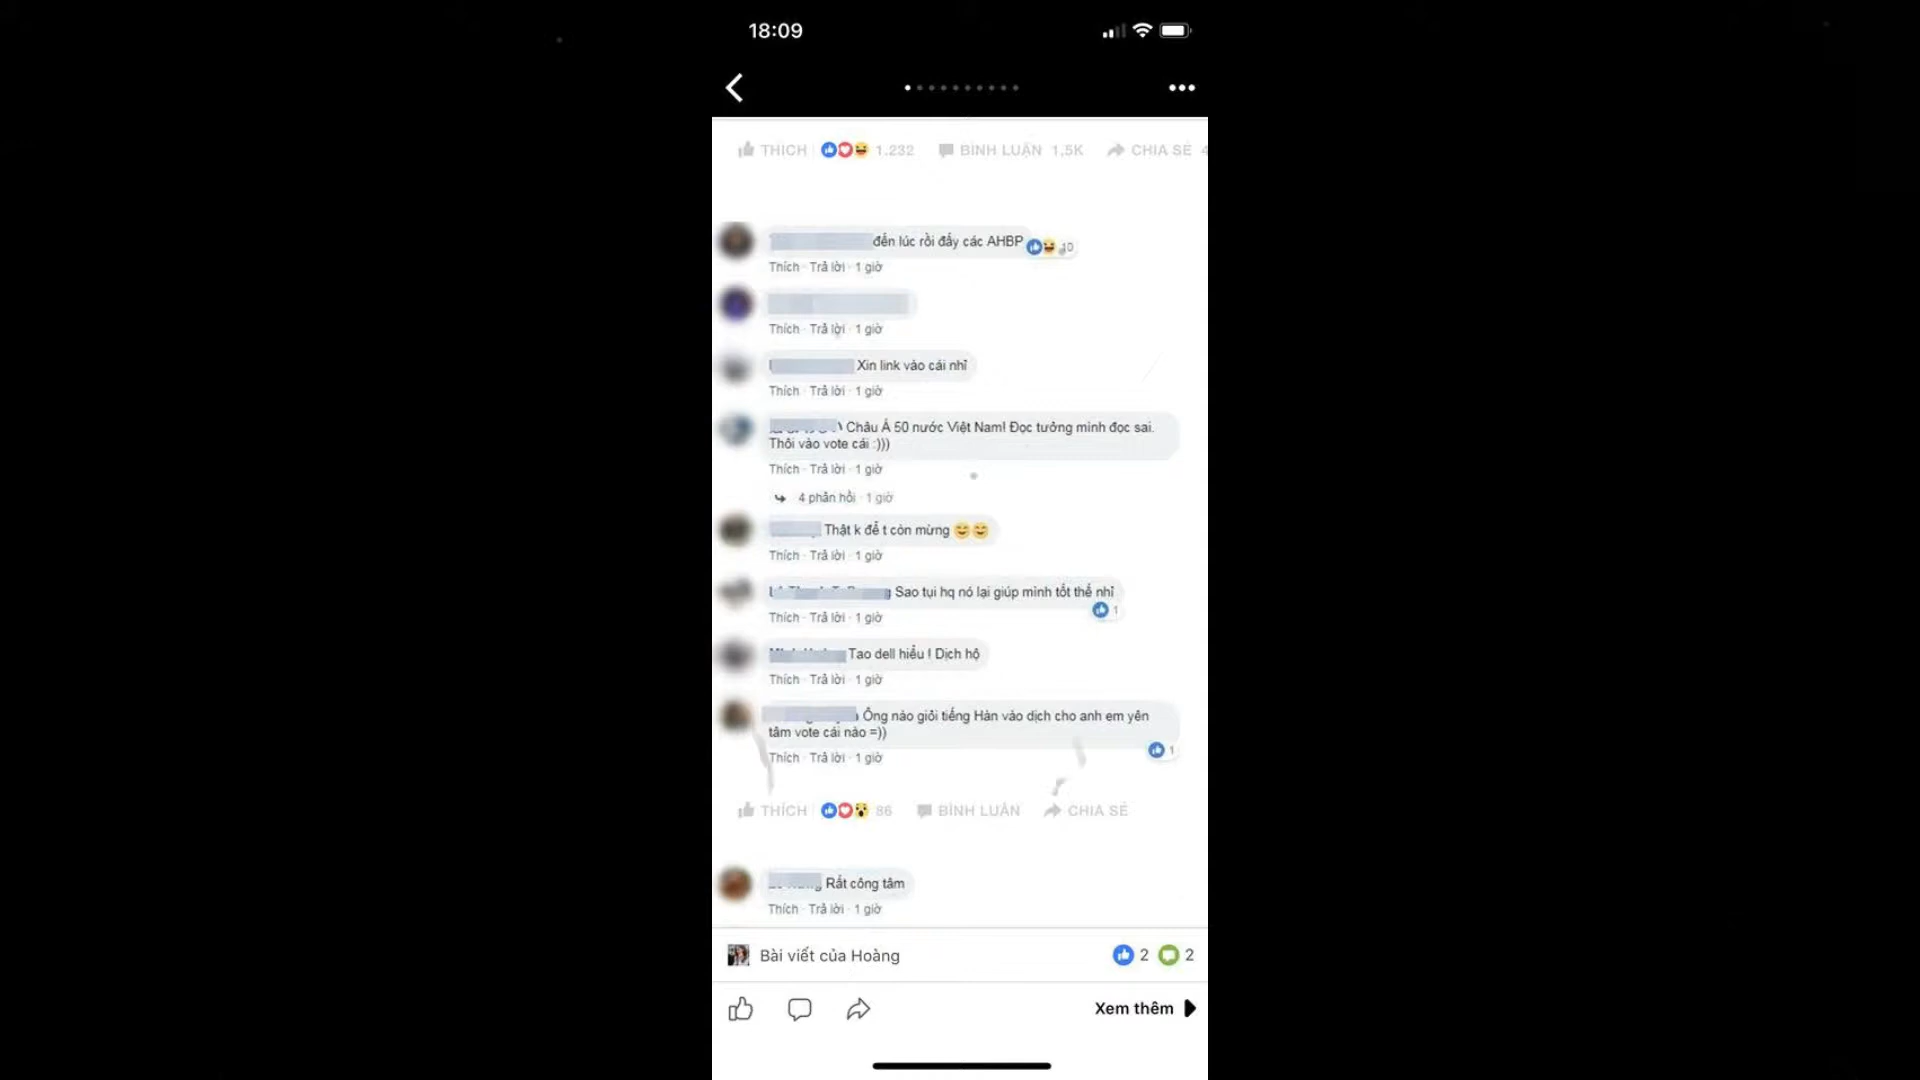 18:09
THÍCH 1.232 BÌNH LUẬN 1,5K CHIA SẺ
đến lúc rồi đấy các AHBP 10
Thích · Trả lời · 1 giờ
Thích · Trả lời · 1 giờ
Xin link vào cái nhỉ
Thích · Trả lời · 1 giờ
Châu Á 50 nước Việt Nam! Đọc tưởng mình đọc sai.
Thôi vào vote cái :)))
Thích · Trả lời · 1 giờ
4 phản hồi · 1 giờ
Thật k để t còn mừng 😄😄
Thích · Trả lời · 1 giờ
Sao tụi hq nó lại giúp mình tốt thế nhỉ
1
Thích · Trả lời · 1 giờ
Tao dell hiểu ! Dịch hộ
Thích · Trả lời · 1 giờ
Ông nào giỏi tiếng Hàn vào dịch cho anh em yên
tâm vote cái nào =))
1
Thích · Trả lời · 1 giờ
THÍCH 86 BÌNH LUẬN CHIA SẺ
Rất công tâm
Thích · Trả lời · 1 giờ
Bài viết của Hoàng 2 2
Xem thêm